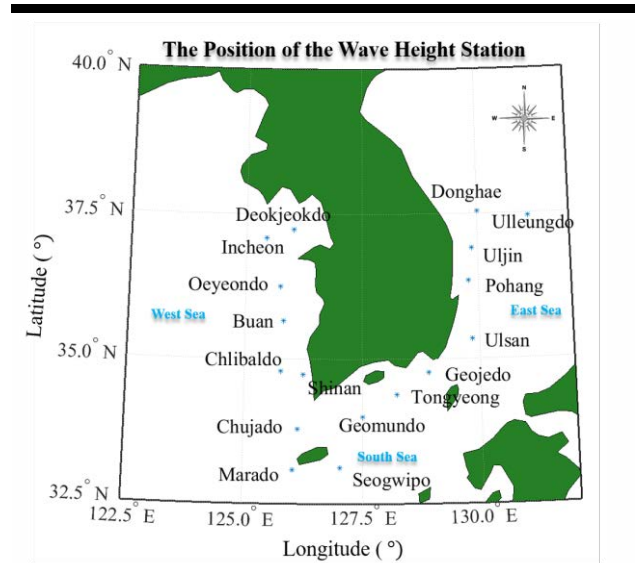 The Position of the Wave Height Station
40.0° N
N
W E
S
Donghae
37.5° N
Deokjeokdo
Ulleungdo
Incheon
Uljin
Oeyeondo
Pohang
West Sea
East Sea
Buan
Ulsan
35.0° N
Chlibaldo
Geojedo
Shinan
Tongyeong
Chujado
Geomundo
South Sea
Marado
Seogwipo
32.5° N
122.5° E
125.0° E
127.5° E
130.0° E
Latitude ( °)
Longitude ( °)